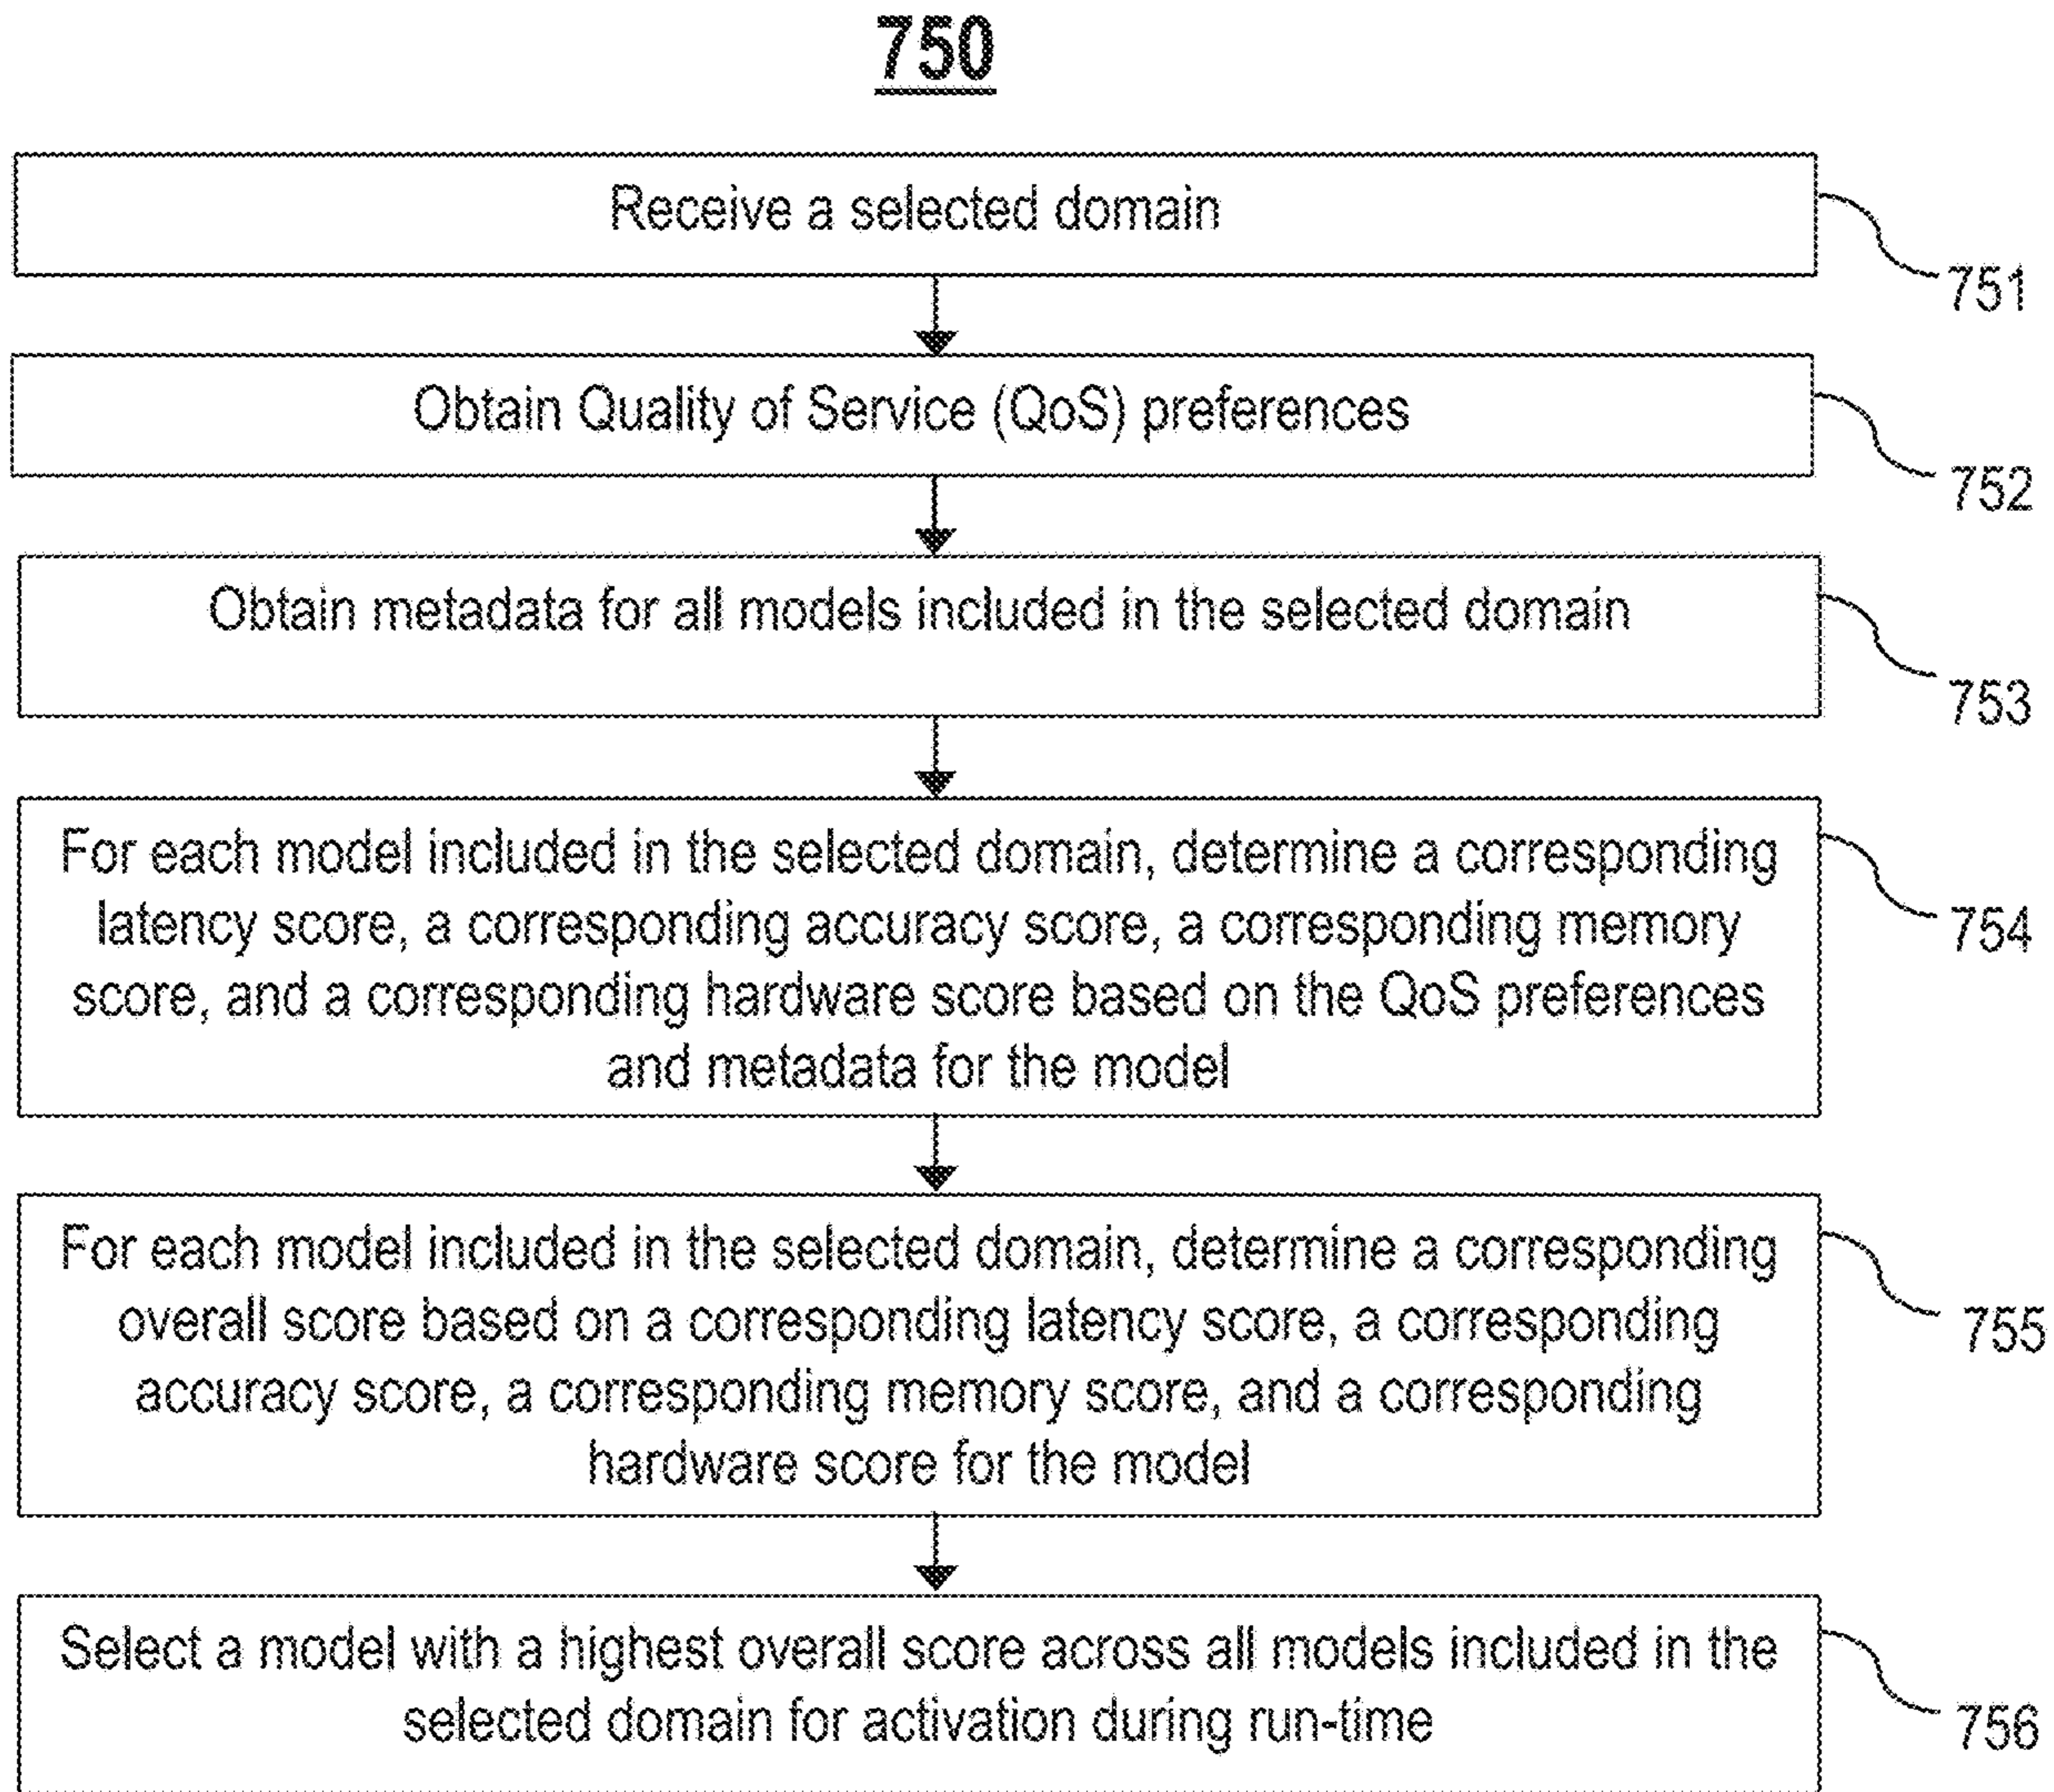 750
Receive a selected domain
751
Obtain Quality of Service (QoS) preferences
752
Obtain metadata for all models included in the selected domain
753
For each model included in the selected domain, determine a corresponding
latency score, a corresponding accuracy score, a corresponding memory
score, and a corresponding hardware score based on the QoS preferences
and metadata for the model
754
For each model included in the selected domain, determine a corresponding
overall score based on a corresponding latency score, a corresponding
accuracy score, a corresponding memory score, and a corresponding
hardware score for the model
755
Select a model with a highest overall score across all models included in the
selected domain for activation during run-time
756